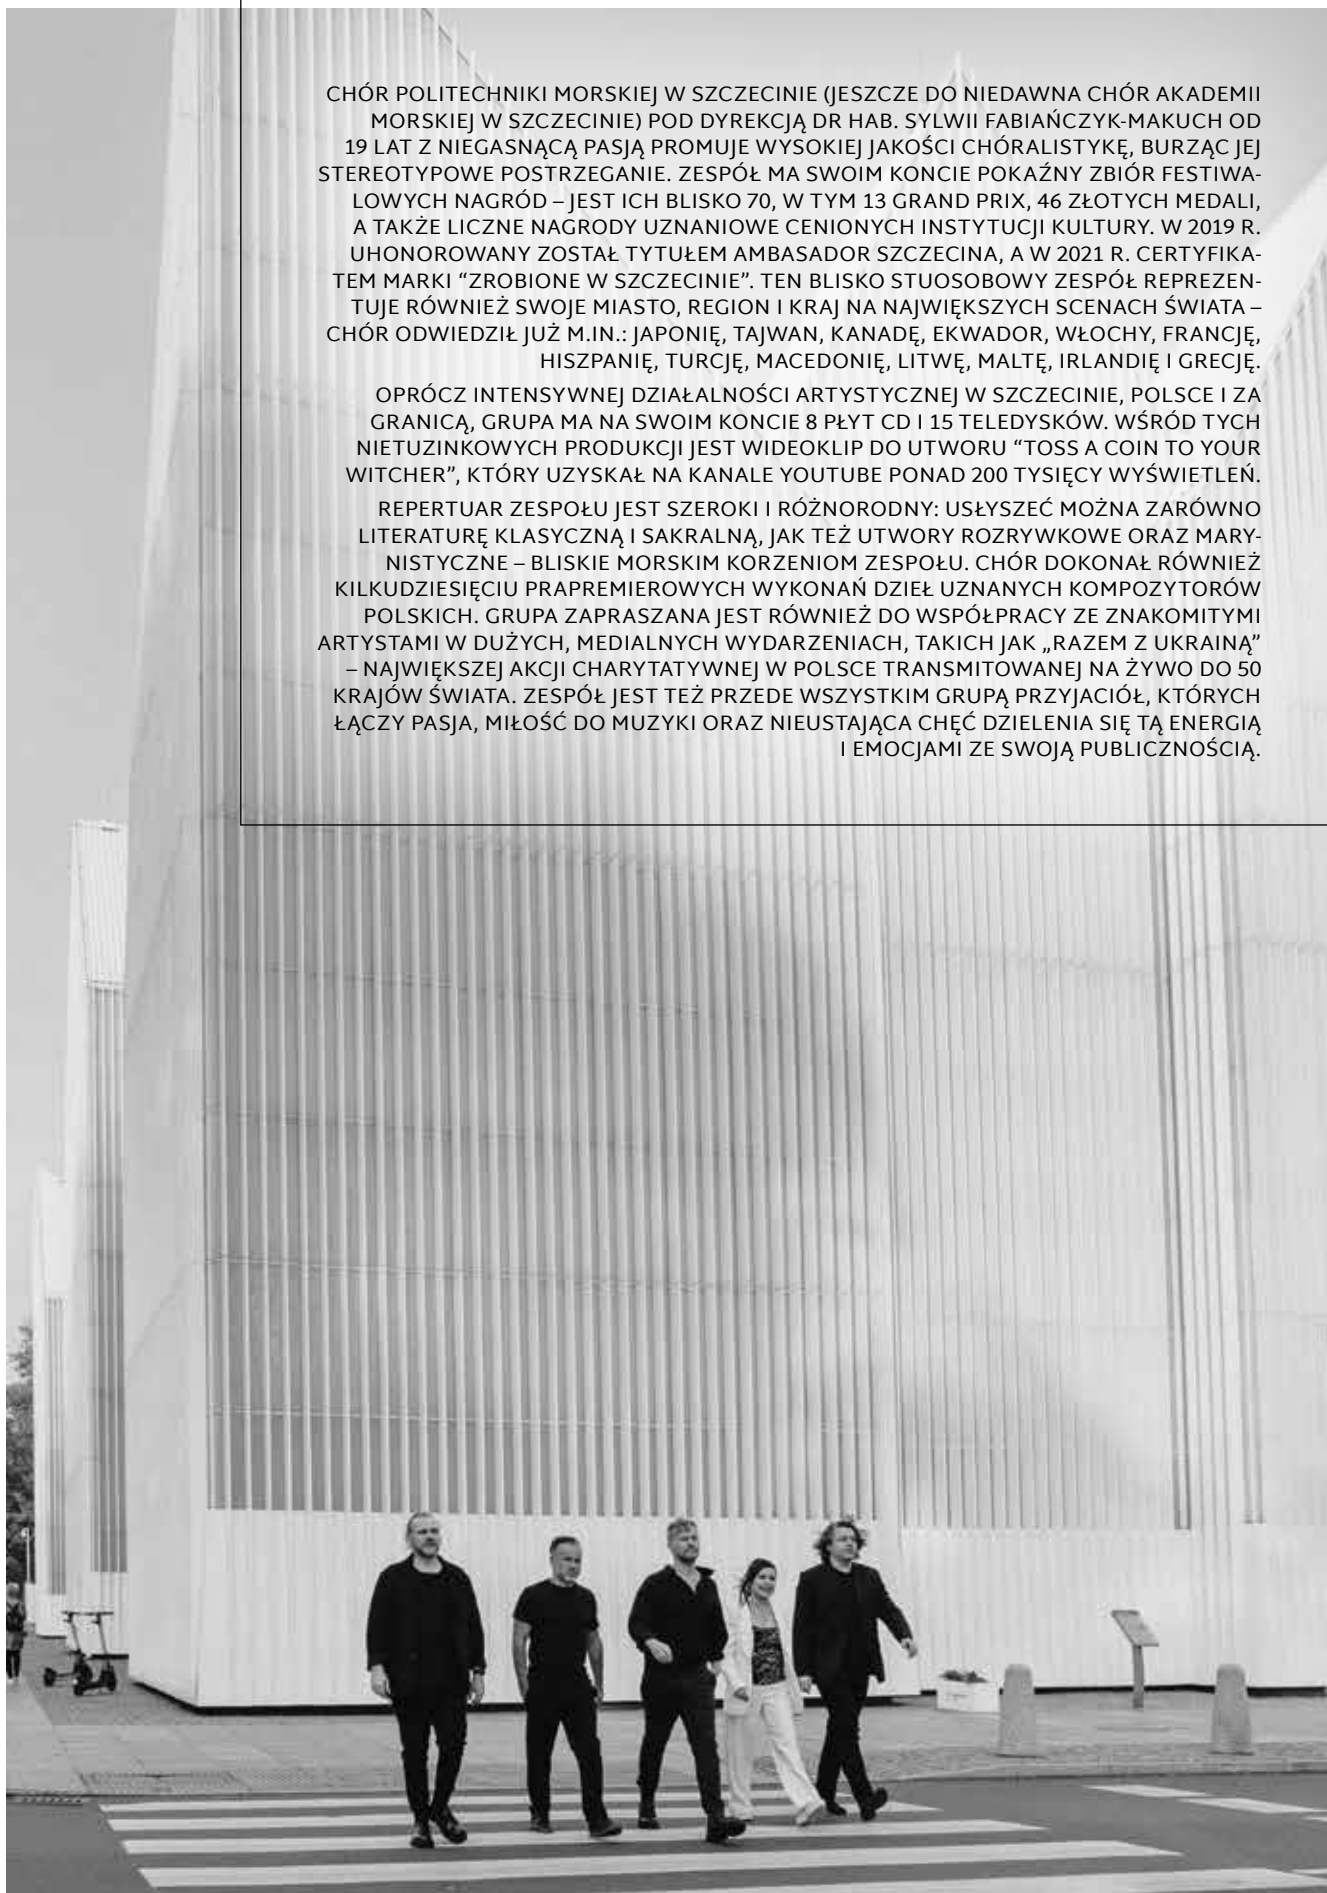 CHÓR POLITECHNIKI MORSKIEJ W SZCZECINIE (JESZCZE DO NIEDAWNA CHÓR AKADEMII
MORSKIEJ W SZCZECINIE) POD DYREKCJĄ DR HAB. SYLWII FABIAŃCZYK-MAKUCH OD
19 LAT Z NIEGASNĄCĄ PASJĄ PROMUJE WYSOKIEJ JAKOŚCI CHÓRALISTYKĘ, BURZĄC JEJ
STEREOTYPOWE POSTRZEGANIE. ZESPÓŁ MA SWOIM KONCIE POKAŹNY ZBIÓR FESTIWA-
LOWYCH NAGRÓD – JEST ICH BLISKO 70, W TYM 13 GRAND PRIX, 46 ZŁOTYCH MEDALI,
A TAKŻE LICZNE NAGRODY UZNANIOWE CENIONYCH INSTYTUCJI KULTURY. W 2019 R.
UHONOROWANY ZOSTAŁ TYTUŁEM AMBASADOR SZCZECINA, A W 2021 R. CERTYFIKA-
TEM MARKI “ZROBIONE W SZCZECINIE”. TEN BLISKO STUOSOBOWY ZESPÓŁ REPREZEN-
TUJE RÓWNIEŻ SWOJE MIASTO, REGION I KRAJ NA NAJWIĘKSZYCH SCENACH ŚWIATA –
CHÓR ODWIEDZIŁ JUŻ M.IN.: JAPONIĘ, TAJWAN, KANADĘ, EKWADOR, WŁOCHY, FRANCJĘ,
HISZPANIĘ, TURCJĘ, MACEDONIĘ, LITWĘ, MALTĘ, IRLANDIĘ I GRECJĘ.
OPRÓCZ INTENSYWNEJ DZIAŁALNOŚCI ARTYSTYCZNEJ W SZCZECINIE, POLSCE I ZA
GRANICĄ, GRUPA MA NA SWOIM KONCIE 8 PŁYT CD I 15 TELEDYSKÓW. WŚRÓD TYCH
NIETUZINKOWYCH PRODUKCJI JEST WIDEOKLIP DO UTWORU “TOSS A COIN TO YOUR
WITCHER”, KTÓRY UZYSKAŁ NA KANALE YOUTUBE PONAD 200 TYSIĘCY WYŚWIETLEŃ.
REPERTUAR ZESPOŁU JEST SZEROKI I RÓŻNORODNY: USŁYSZEĆ MOŻNA ZARÓWNO
LITERATURĘ KLASYCZNĄ I SAKRALNĄ, JAK TEŻ UTWORY ROZRYWKOWE ORAZ MARY-
NISTYCZNE – BLISKIE MORSKIM KORZENIOM ZESPOŁU. CHÓR DOKONAŁ RÓWNIEŻ
KILKUDZIESIĘCIU PRAPREMIEROWYCH WYKONAŃ DZIEŁ UZNANYCH KOMPOZYTORÓW
POLSKICH. GRUPA ZAPRASZANA JEST RÓWNIEŻ DO WSPÓŁPRACY ZE ZNAKOMITYMI
ARTYSTAMI W DUŻYCH, MEDIALNYCH WYDARZENIACH, TAKICH JAK „RAZEM Z UKRAINĄ”
– NAJWIĘKSZEJ AKCJI CHARYTATYWNEJ W POLSCE TRANSMITOWANEJ NA ŻYWO DO 50
KRAJÓW ŚWIATA. ZESPÓŁ JEST TEŻ PRZEDE WSZYSTKIM GRUPĄ PRZYJACIÓŁ, KTÓRYCH
ŁĄCZY PASJA, MIŁOŚĆ DO MUZYKI ORAZ NIEUSTAJĄCA CHĘĆ DZIELENIA SIĘ TĄ ENERGIĄ
I EMOCJAMI ZE SWOJĄ PUBLICZNOŚCIĄ.